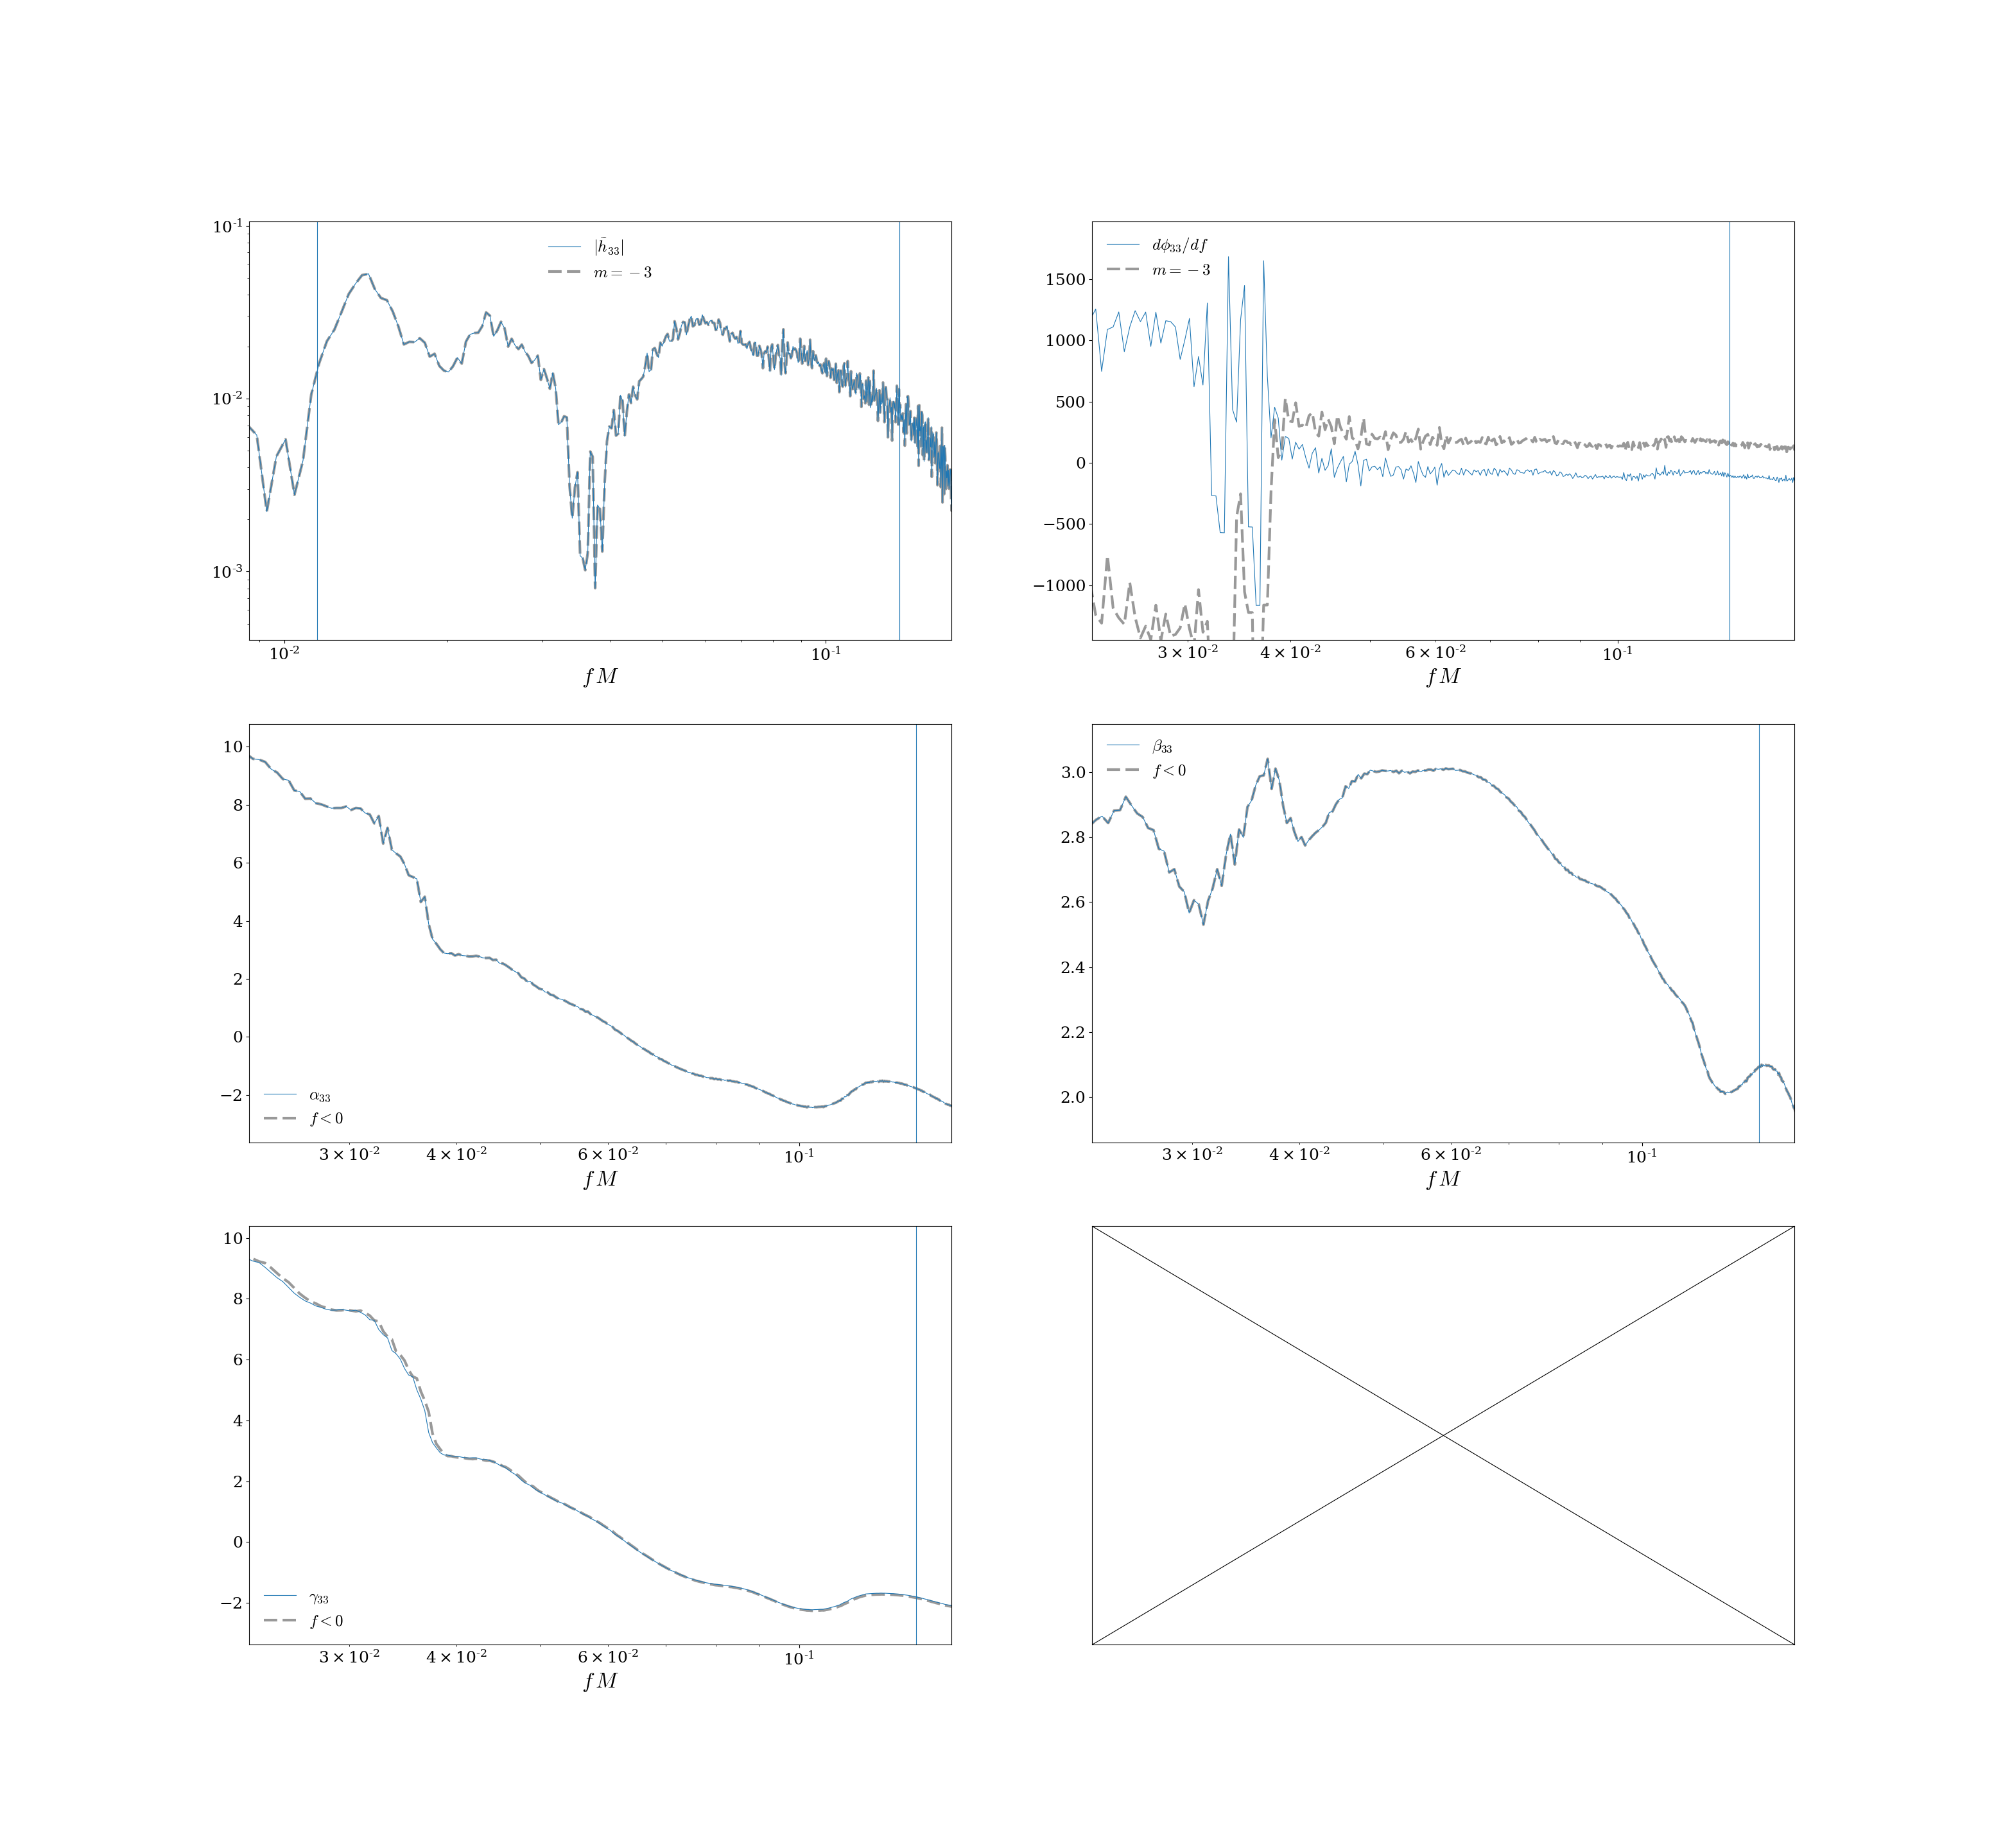 10⁻¹
10⁻²
10⁻³
|h̃₃₃|
m = −3
10⁻² 10⁻¹
fM
1500
1000
500
0
−500
−1000
dϕ₃₃/df
m = −3
3 × 10⁻² 4 × 10⁻² 6 × 10⁻² 10⁻¹
fM
10
8
6
4
2
0
−2
α₃₃
f < 0
3 × 10⁻² 4 × 10⁻² 6 × 10⁻² 10⁻¹
fM
3.0
2.8
2.6
2.4
2.2
2.0
β₃₃
f < 0
3 × 10⁻² 4 × 10⁻² 6 × 10⁻² 10⁻¹
fM
10
8
6
4
2
0
−2
γ₃₃
f < 0
3 × 10⁻² 4 × 10⁻² 6 × 10⁻² 10⁻¹
fM